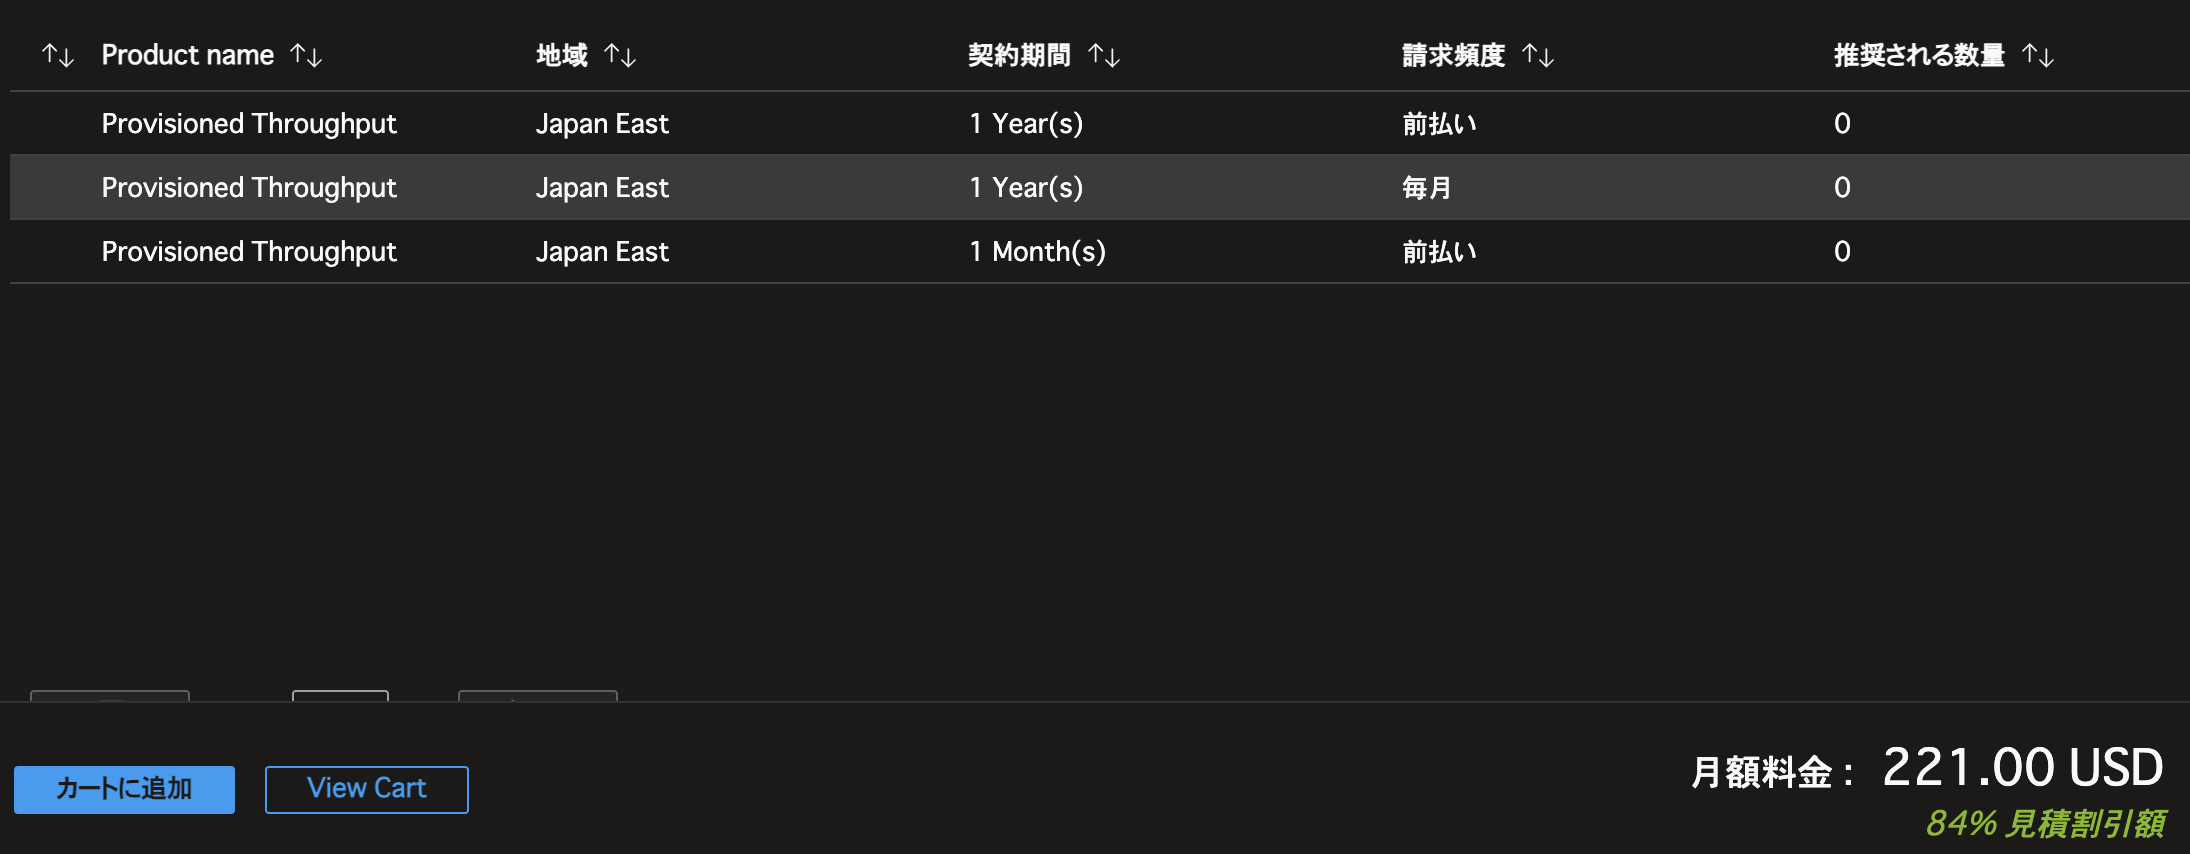 ↑↓ Product name ↑↓ 地域 ↑↓ 契約期間 ↑↓ 請求頻度 ↑↓ 推奨される数量 ↑↓
Provisioned Throughput Japan East 1 Year(s) 前払い 0
Provisioned Throughput Japan East 1 Year(s) 毎月 0
Provisioned Throughput Japan East 1 Month(s) 前払い 0
カートに追加 View Cart 月額料金: 221.00 USD
84% 見積割引額